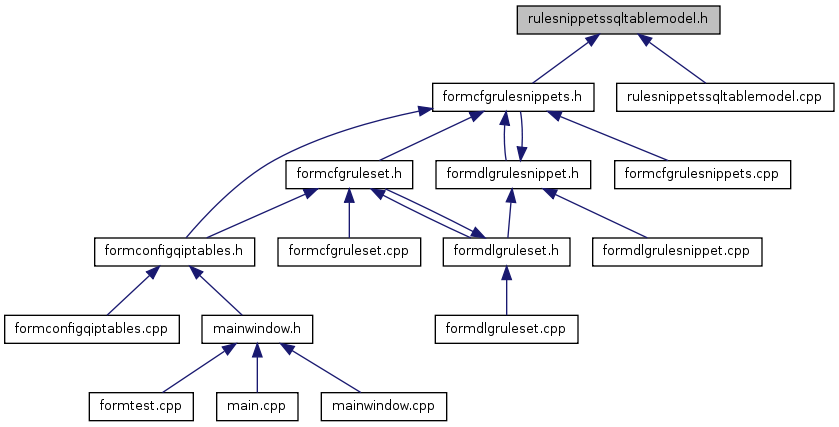 rulesnippetssqltablemodel.h
formcfgrulesnippets.h
rulesnippetssqltablemodel.cpp
formcfgruleset.h
formdlgrulesnippet.h
formcfgrulesnippets.cpp
formconfigqiptables.h
formcfgruleset.cpp
formdlgruleset.h
formdlgrulesnippet.cpp
formconfigqiptables.cpp
mainwindow.h
formdlgruleset.cpp
formtest.cpp
main.cpp
mainwindow.cpp